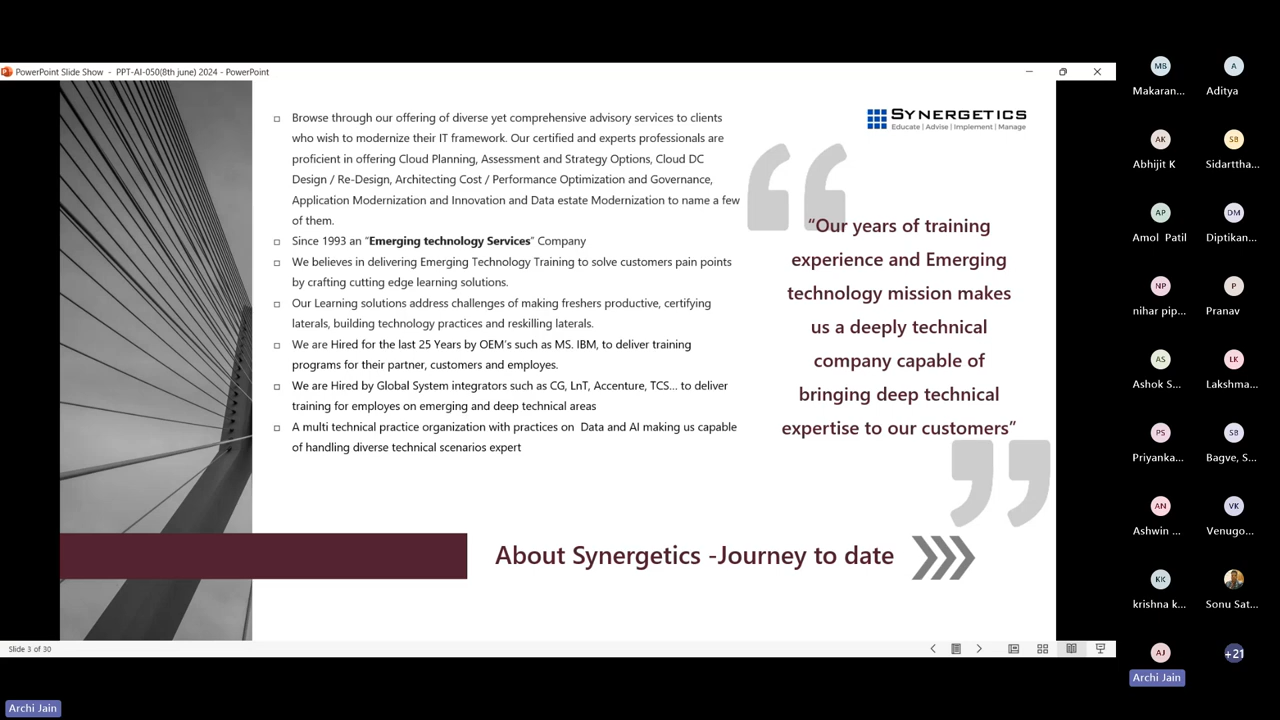 PowerPoint Slide Show - PPT-AI-050(8th june) 2024 - PowerPoint
Browse through our offering of diverse yet comprehensive advisory services to clients
who wish to modernize their IT framework. Our certified and experts professionals are
proficient in offering Cloud Planning, Assessment and Strategy Options, Cloud DC
Design / Re-Design, Architecting Cost / Performance Optimization and Governance,
Application Modernization and Innovation and Data estate Modernization to name a few
of them.
Since 1993 an “Emerging technology Services” Company
We believes in delivering Emerging Technology Training to solve customers pain points
by crafting cutting edge learning solutions.
Our Learning solutions address challenges of making freshers productive, certifying
laterals, building technology practices and reskilling laterals.
We are Hired for the last 25 Years by OEM’s such as MS. IBM, to deliver training
programs for their partner, customers and employes.
We are Hired by Global System integrators such as CG, LnT, Accenture, TCS... to deliver
training for employes on emerging and deep technical areas
A multi technical practice organization with practices on Data and AI making us capable
of handling diverse technical scenarios expert
SYNERGETICS
Educate | Advise | Implement | Manage
“Our years of training
experience and Emerging
technology mission makes
us a deeply technical
company capable of
bringing deep technical
expertise to our customers”
About Synergetics -Journey to date
Slide 3 of 30
MB
Makaran...
A
Aditya
AK
Abhijit K
SB
Sidarttha...
AP
Amol Patil
DM
Diptikan...
NP
nihar pip...
P
Pranav
AS
Ashok S...
LK
Lakshma...
PS
Priyanka...
SB
Bagve, S...
AN
Ashwin ...
VK
Venugo...
KK
krishna k...
Sonu Sat...
AJ
Archi Jain
+21
Archi Jain